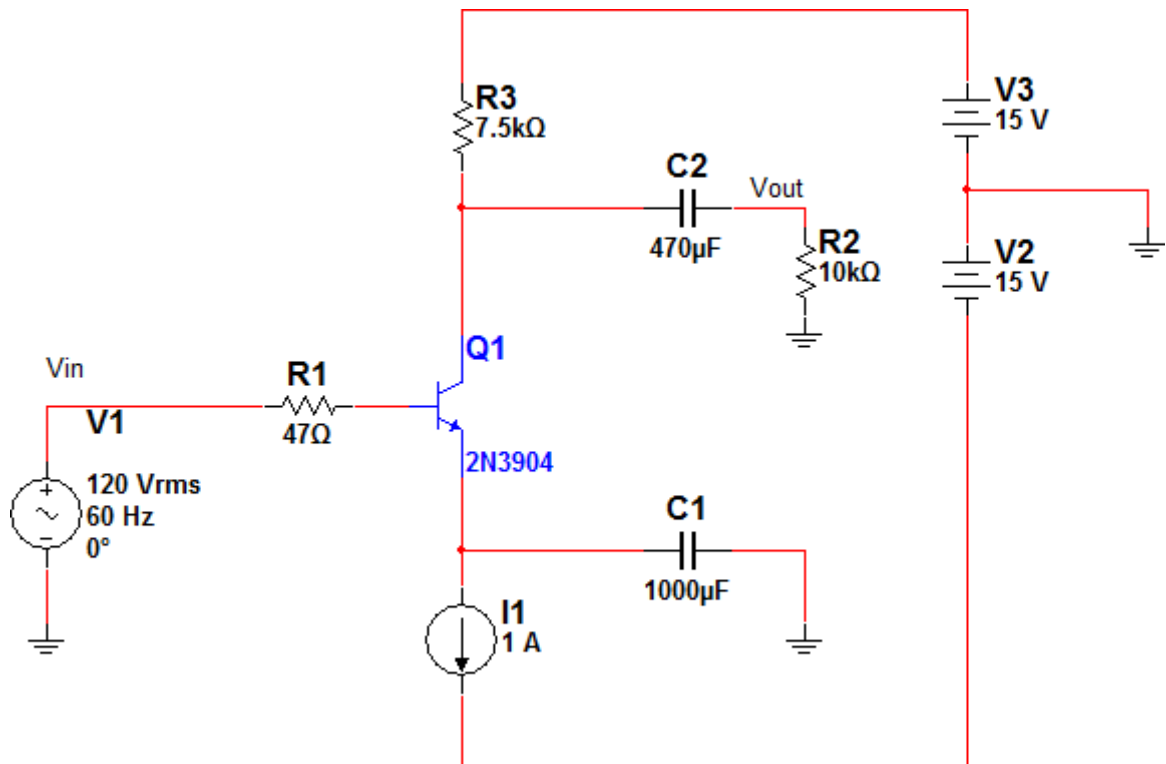 R3
7.5kΩ
V3
15 V
C2
470µF
Vout
R2
10kΩ
V2
15 V
Vin
V1
120 Vrms
60 Hz
0°
R1
47Ω
Q1
2N3904
C1
1000µF
I1
1 A